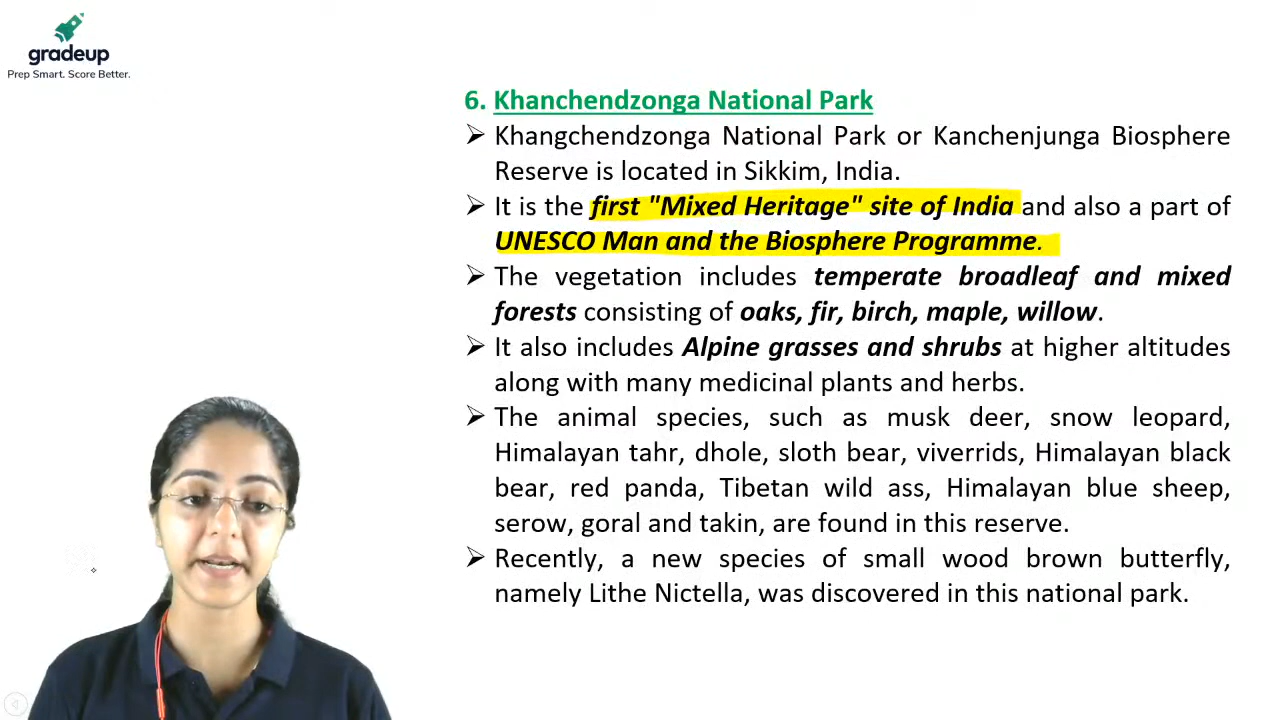 gradeup
Prep Smart. Score Better.
6. Khanchendzonga National Park
➢ Khangchendzonga National Park or Kanchenjunga Biosphere
Reserve is located in Sikkim, India.
➢ It is the first "Mixed Heritage" site of India and also a part of
UNESCO Man and the Biosphere Programme.
➢ The vegetation includes temperate broadleaf and mixed
forests consisting of oaks, fir, birch, maple, willow.
➢ It also includes Alpine grasses and shrubs at higher altitudes
along with many medicinal plants and herbs.
➢ The animal species, such as musk deer, snow leopard,
Himalayan tahr, dhole, sloth bear, viverrids, Himalayan black
bear, red panda, Tibetan wild ass, Himalayan blue sheep,
serow, goral and takin, are found in this reserve.
➢ Recently, a new species of small wood brown butterfly,
namely Lithe Nictella, was discovered in this national park.